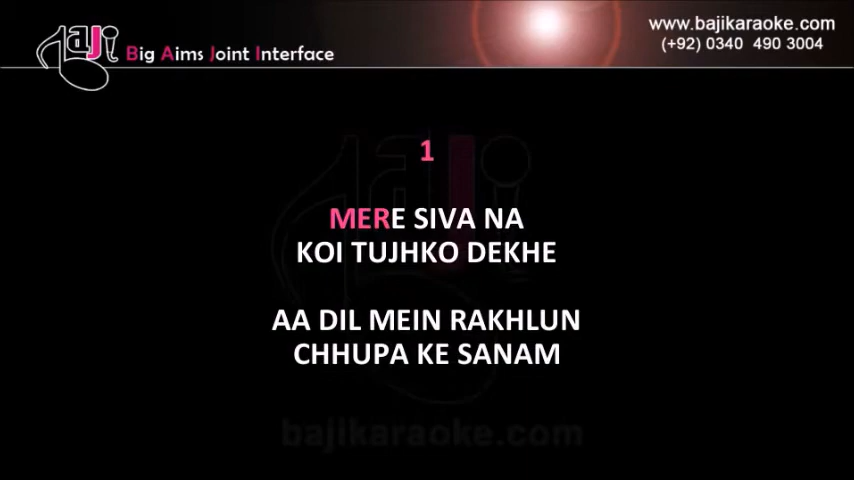 Baji
Big Aims Joint Interface
www.bajikaraoke.com
(+92) 0340 490 3004
1
MERE SIVA NA
KOI TUJHKO DEKHE
AA DIL MEIN RAKHLUN
CHHUPA KE SANAM
bajikaraoke.com